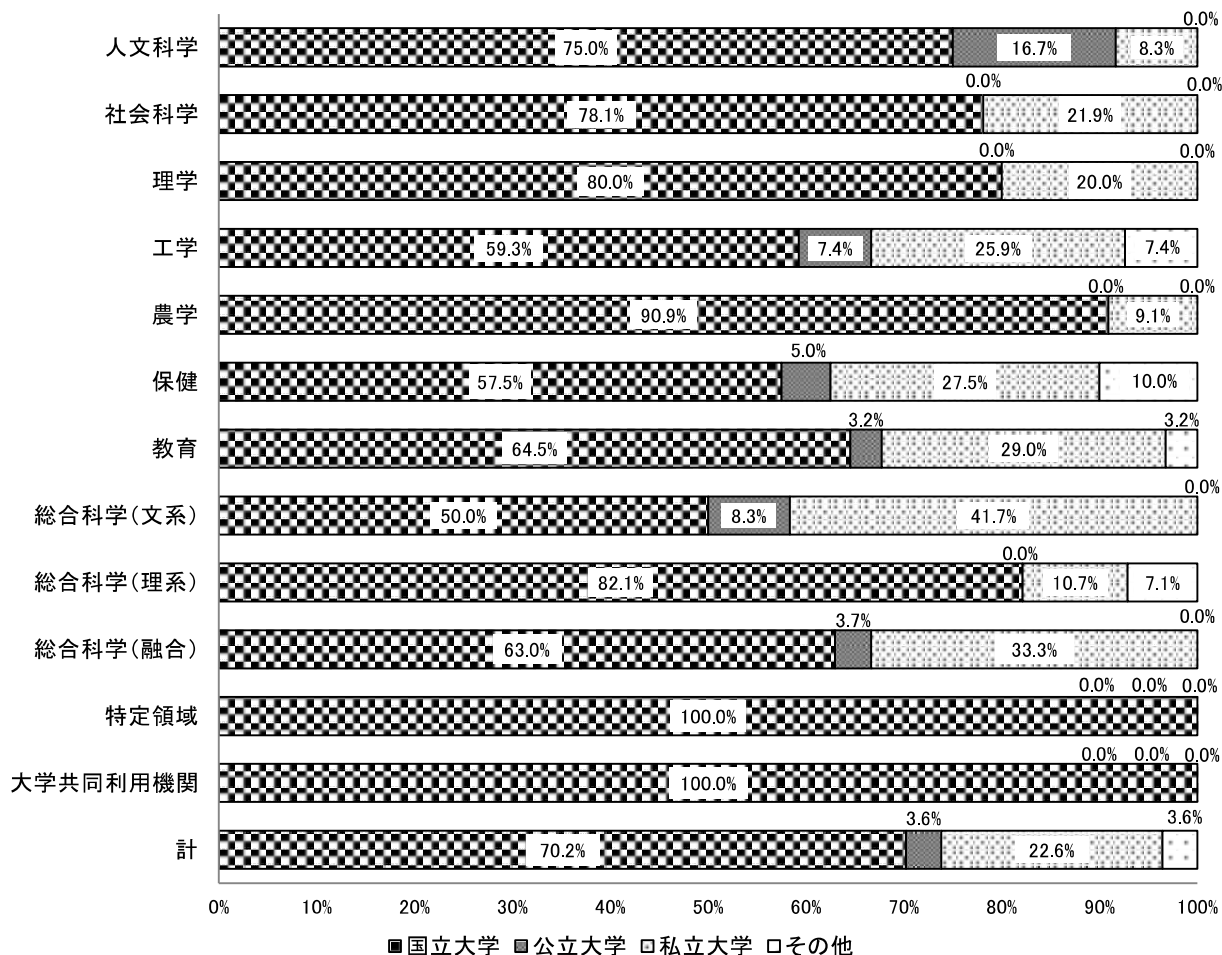 0.0%
人文科学 75.0% 16.7% 8.3%
0.0% 0.0%
社会科学 78.1% 21.9%
0.0% 0.0%
理学 80.0% 20.0%
工学 59.3% 7.4% 25.9% 7.4%
0.0% 0.0%
農学 90.9% 9.1%
5.0%
保健 57.5% 27.5% 10.0%
3.2% 3.2%
教育 64.5% 29.0%
0.0%
総合科学(文系) 50.0% 8.3% 41.7%
0.0%
総合科学(理系) 82.1% 10.7% 7.1%
3.7% 0.0%
総合科学(融合) 63.0% 33.3%
0.0% 0.0% 0.0%
特定領域 100.0%
0.0% 0.0% 0.0%
大学共同利用機関 100.0%
3.6% 3.6%
計 70.2% 22.6%
0% 10% 20% 30% 40% 50% 60% 70% 80% 90% 100%
国立大学 公立大学 私立大学 その他